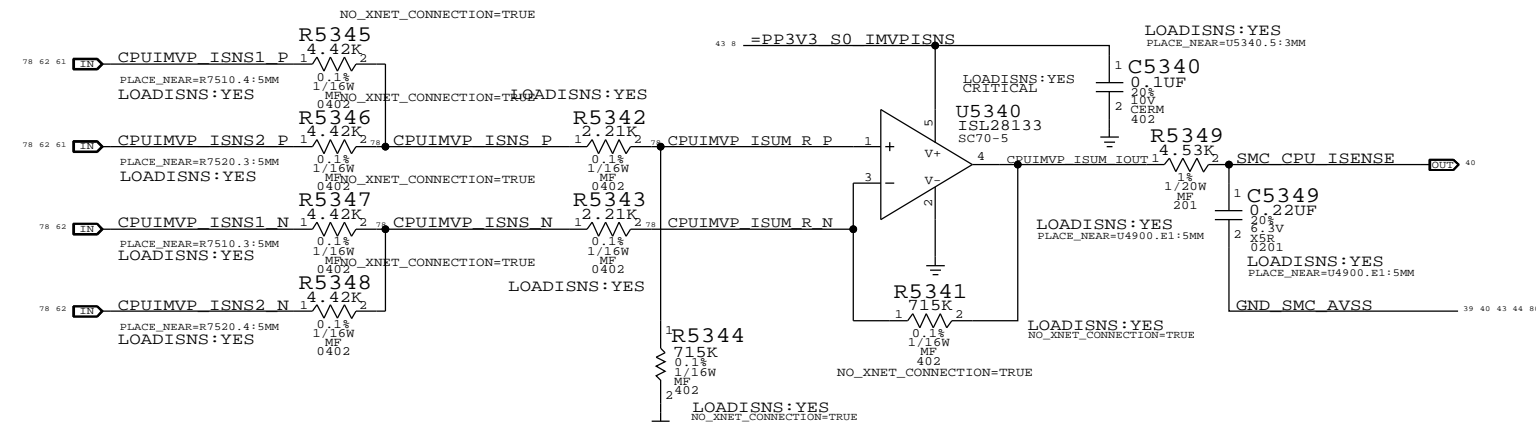 NO_XNET_CONNECTION=TRUE
R5345
4.42K
78 62 61 IN CPUIMVP_ISNS1_P 1 2
0.1%
1/16W
MF
0402
PLACE_NEAR=R7510.4:5MM
LOADISNS:YES
NO_XNET_CONNECTION=TRUE
R5346
4.42K
78 62 61 IN CPUIMVP_ISNS2_P 1 2
0.1%
1/16W
MF
0402
PLACE_NEAR=R7520.3:5MM
LOADISNS:YES
NO_XNET_CONNECTION=TRUE
R5347
4.42K
78 62 IN CPUIMVP_ISNS1_N 1 2
0.1%
1/16W
MF
0402
PLACE_NEAR=R7510.3:5MM
LOADISNS:YES
NO_XNET_CONNECTION=TRUE
R5348
4.42K
78 62 IN CPUIMVP_ISNS2_N 1 2
0.1%
1/16W
MF
0402
PLACE_NEAR=R7520.4:5MM
LOADISNS:YES
LOADISNS:YES
R5342
2.21K
78 CPUIMVP_ISNS_P 1 2
0.1%
1/16W
MF
0402
R5343
2.21K
78 CPUIMVP_ISNS_N 1 2
0.1%
1/16W
MF
0402
LOADISNS:YES
78 CPUIMVP_ISUM_R_P 1
78 CPUIMVP_ISUM_R_N 3
1
R5344
715K
0.1%
1/16W
MF
402
2
LOADISNS:YES
NO_XNET_CONNECTION=TRUE
43 8 =PP3V3_S0_IMVPISNS
LOADISNS:YES
CRITICAL
U5340
ISL28133
SC70-5
5
V+
+
-
V-
2
4
CPUIMVP_ISUM_IOUT
R5341
715K
1 2
0.1%
1/16W
MF
402
NO_XNET_CONNECTION=TRUE
LOADISNS:YES
NO_XNET_CONNECTION=TRUE
LOADISNS:YES
PLACE_NEAR=U5340.5:3MM
1
C5340
0.1UF
20%
10V
CERM
402
2
R5349
4.53K
1 2
1%
1/20W
MF
201
LOADISNS:YES
PLACE_NEAR=U4900.E1:5MM
SMC_CPU_ISENSE OUT 40
1
C5349
0.22UF
20%
6.3V
X5R
0201
2
LOADISNS:YES
PLACE_NEAR=U4900.E1:5MM
GND_SMC_AVSS 39 40 43 44